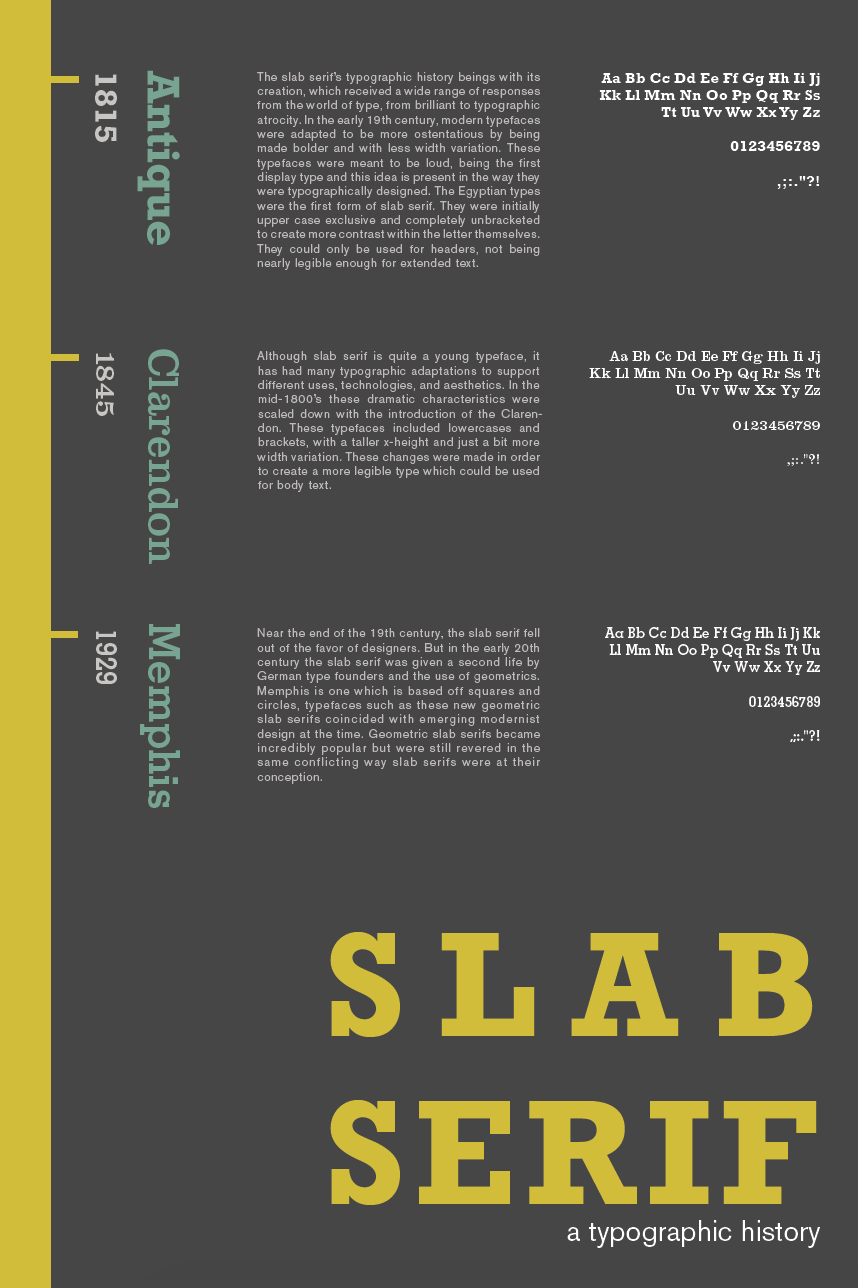 1815
Antique
The slab serif's typographic history beings with its
creation, which received a wide range of responses
from the world of type, from brilliant to typographic
atrocity. In the early 19th century, modern typefaces
were adapted to be more ostentatious by being
made bolder and with less width variation. These
typefaces were meant to be loud, being the first
display type and this idea is present in the way they
were typographically designed. The Egyptian types
were the first form of slab serif. They were initially
upper case exclusive and completely unbracketed
to create more contrast within the letter themselves.
They could only be used for headers, not being
nearly legible enough for extended text.
Aa Bb Cc Dd Ee Ff Gg Hh Ii Jj
Kk Ll Mm Nn Oo Pp Qq Rr Ss
Tt Uu Vv Ww Xx Yy Zz
0123456789
,;:."?!
1845
Clarendon
Although slab serif is quite a young typeface, it
has had many typographic adaptations to support
different uses, technologies, and aesthetics. In the
mid-1800's these dramatic characteristics were
scaled down with the introduction of the Claren-
don. These typefaces included lowercases and
brackets, with a taller x-height and just a bit more
width variation. These changes were made in order
to create a more legible type which could be used
for body text.
Aa Bb Cc Dd Ee Ff Gg Hh Ii Jj
Kk Ll Mm Nn Oo Pp Qq Rr Ss Tt
Uu Vv Ww Xx Yy Zz
0123456789
,;:."?!
1929
Memphis
Near the end of the 19th century, the slab serif fell
out of the favor of designers. But in the early 20th
century the slab serif was given a second life by
German type founders and the use of geometrics.
Memphis is one which is based off squares and
circles, typefaces such as these new geometric
slab serifs coincided with emerging modernist
design at the time. Geometric slab serifs became
incredibly popular but were still revered in the
same conflicting way slab serifs were at their
conception.
Aa Bb Cc Dd Ee Ff Gg Hh Ii Jj Kk
Ll Mm Nn Oo Pp Qq Rr Ss Tt Uu
Vv Ww Xx Yy Zz
0123456789
,;:."?!
SLAB
SERIF
a typographic history